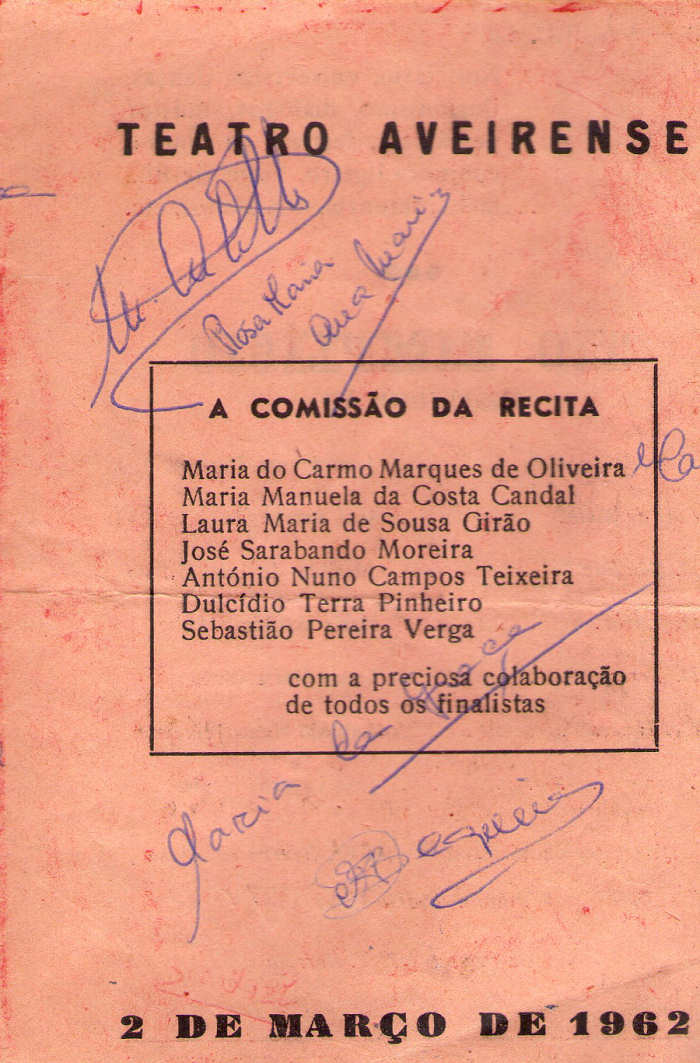 TEATRO AVEIRENSE
Rosa Maria
Ana Maria
A COMISSÃO DA RECITA
Maria do Carmo Marques de Oliveira
Maria Manuela da Costa Candal
Laura Maria de Sousa Girão
José Sarabando Moreira
António Nuno Campos Teixeira
Dulcídio Terra Pinheiro
Sebastião Pereira Verga
com a preciosa colaboração
de todos os finalistas
Maria da Graça
2 DE MARÇO DE 1962